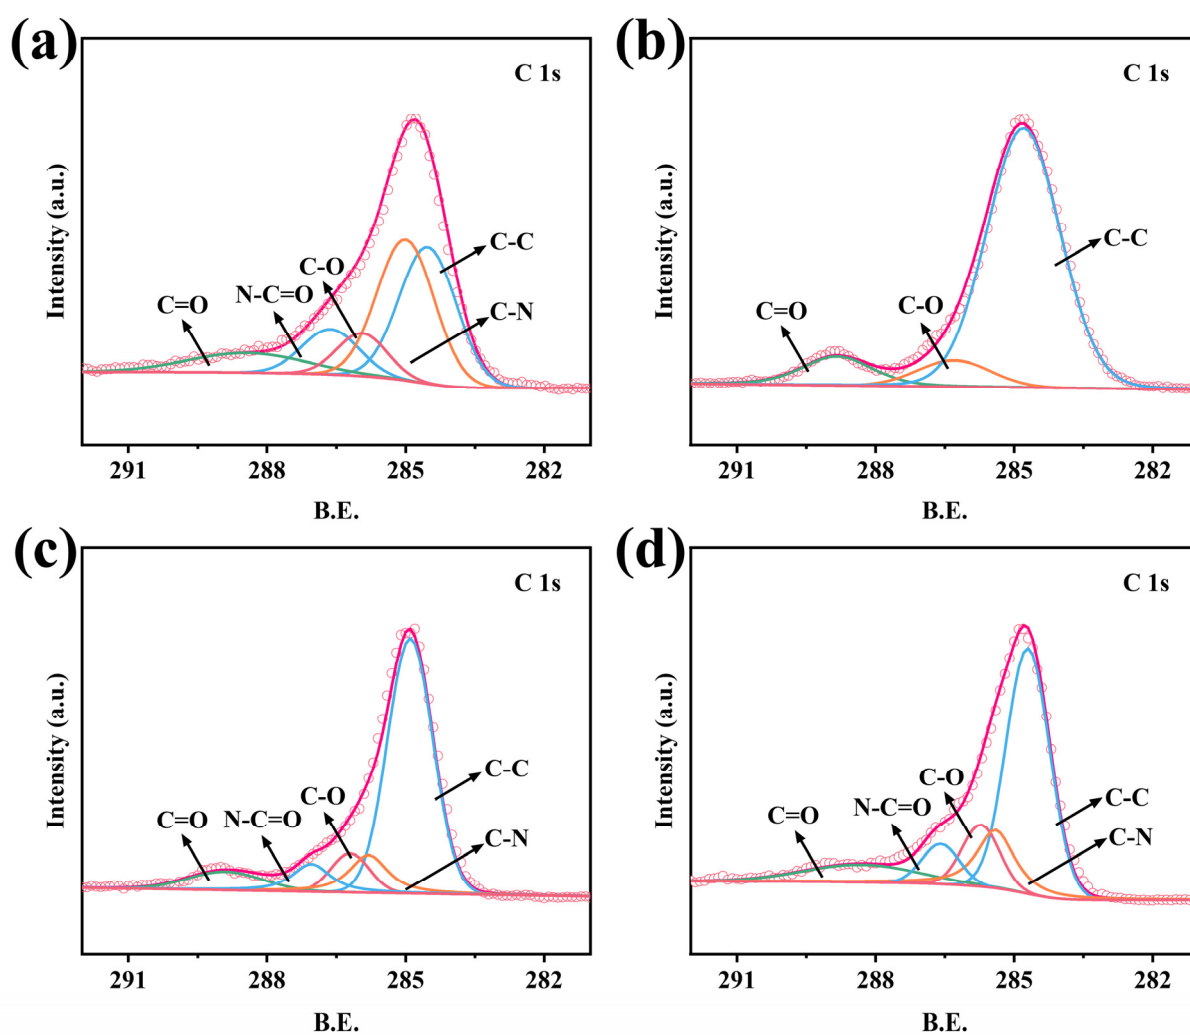 (a)
C 1s
Intensity (a.u.)
C=O
N-C=O
C-O
C-C
C-N
291 288 285 282
B.E.
(b)
C 1s
Intensity (a.u.)
C=O
C-O
C-C
291 288 285 282
B.E.
(c)
C 1s
Intensity (a.u.)
C=O
N-C=O
C-O
C-C
C-N
291 288 285 282
B.E.
(d)
C 1s
Intensity (a.u.)
C=O
N-C=O
C-O
C-C
C-N
291 288 285 282
B.E.